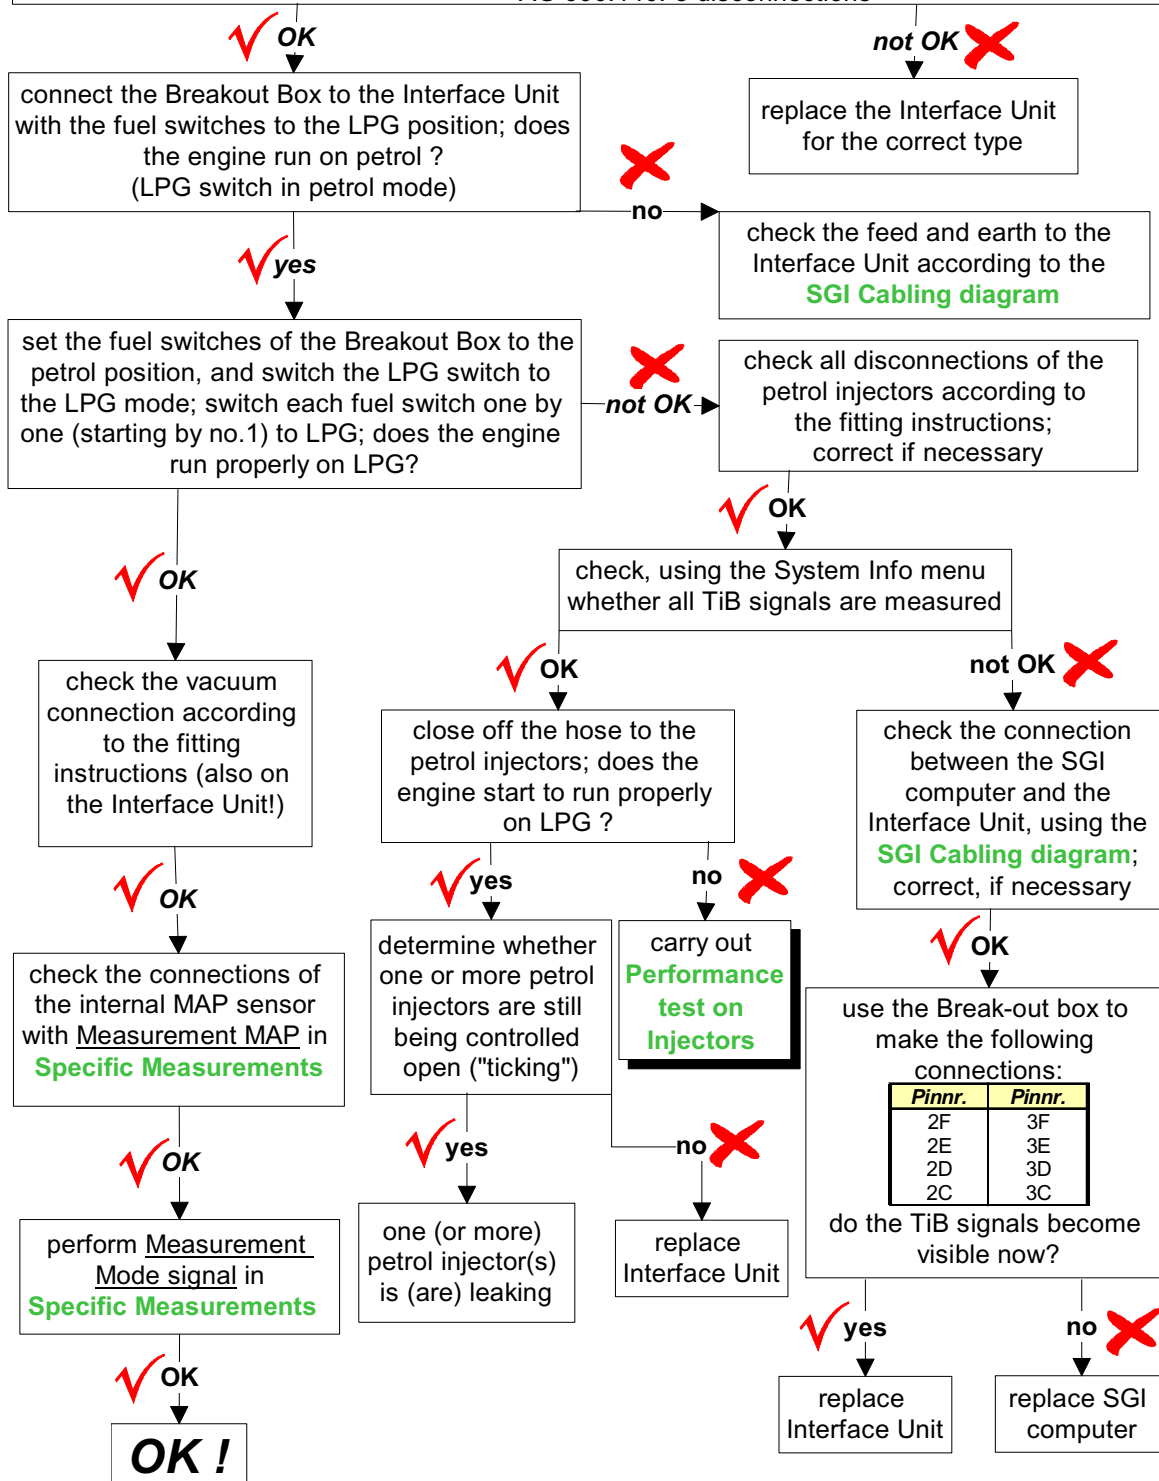 disconnections
OK
not OK
connect the Breakout Box to the Interface Unit
with the fuel switches to the LPG position; does
the engine run on petrol ?
(LPG switch in petrol mode)
replace the Interface Unit
for the correct type
no
check the feed and earth to the
Interface Unit according to the
SGI Cabling diagram
yes
set the fuel switches of the Breakout Box to the
petrol position, and switch the LPG switch to
the LPG mode; switch each fuel switch one by
one (starting by no.1) to LPG; does the engine
run properly on LPG?
not OK
check all disconnections of the
petrol injectors according to
the fitting instructions;
correct if necessary
OK
OK
check, using the System Info menu
whether all TiB signals are measured
OK
not OK
check the vacuum
connection according
to the fitting
instructions (also on
the Interface Unit!)
close off the hose to the
petrol injectors; does the
engine start to run properly
on LPG ?
check the connection
between the SGI
computer and the
Interface Unit, using the
SGI Cabling diagram;
correct, if necessary
OK
yes
no
OK
check the connections of
the internal MAP sensor
with Measurement MAP in
Specific Measurements
determine whether
one or more petrol
injectors are still
being controlled
open ("ticking")
carry out
Performance
test on
Injectors
use the Break-out box to
make the following
connections:
Pinnr. Pinnr.
2F 3F
2E 3E
2D 3D
2C 3C
do the TiB signals become
visible now?
OK
yes
no
perform Measurement
Mode signal in
Specific Measurements
one (or more)
petrol injector(s)
is (are) leaking
replace
Interface Unit
yes
no
OK
replace
Interface Unit
replace SGI
computer
OK !